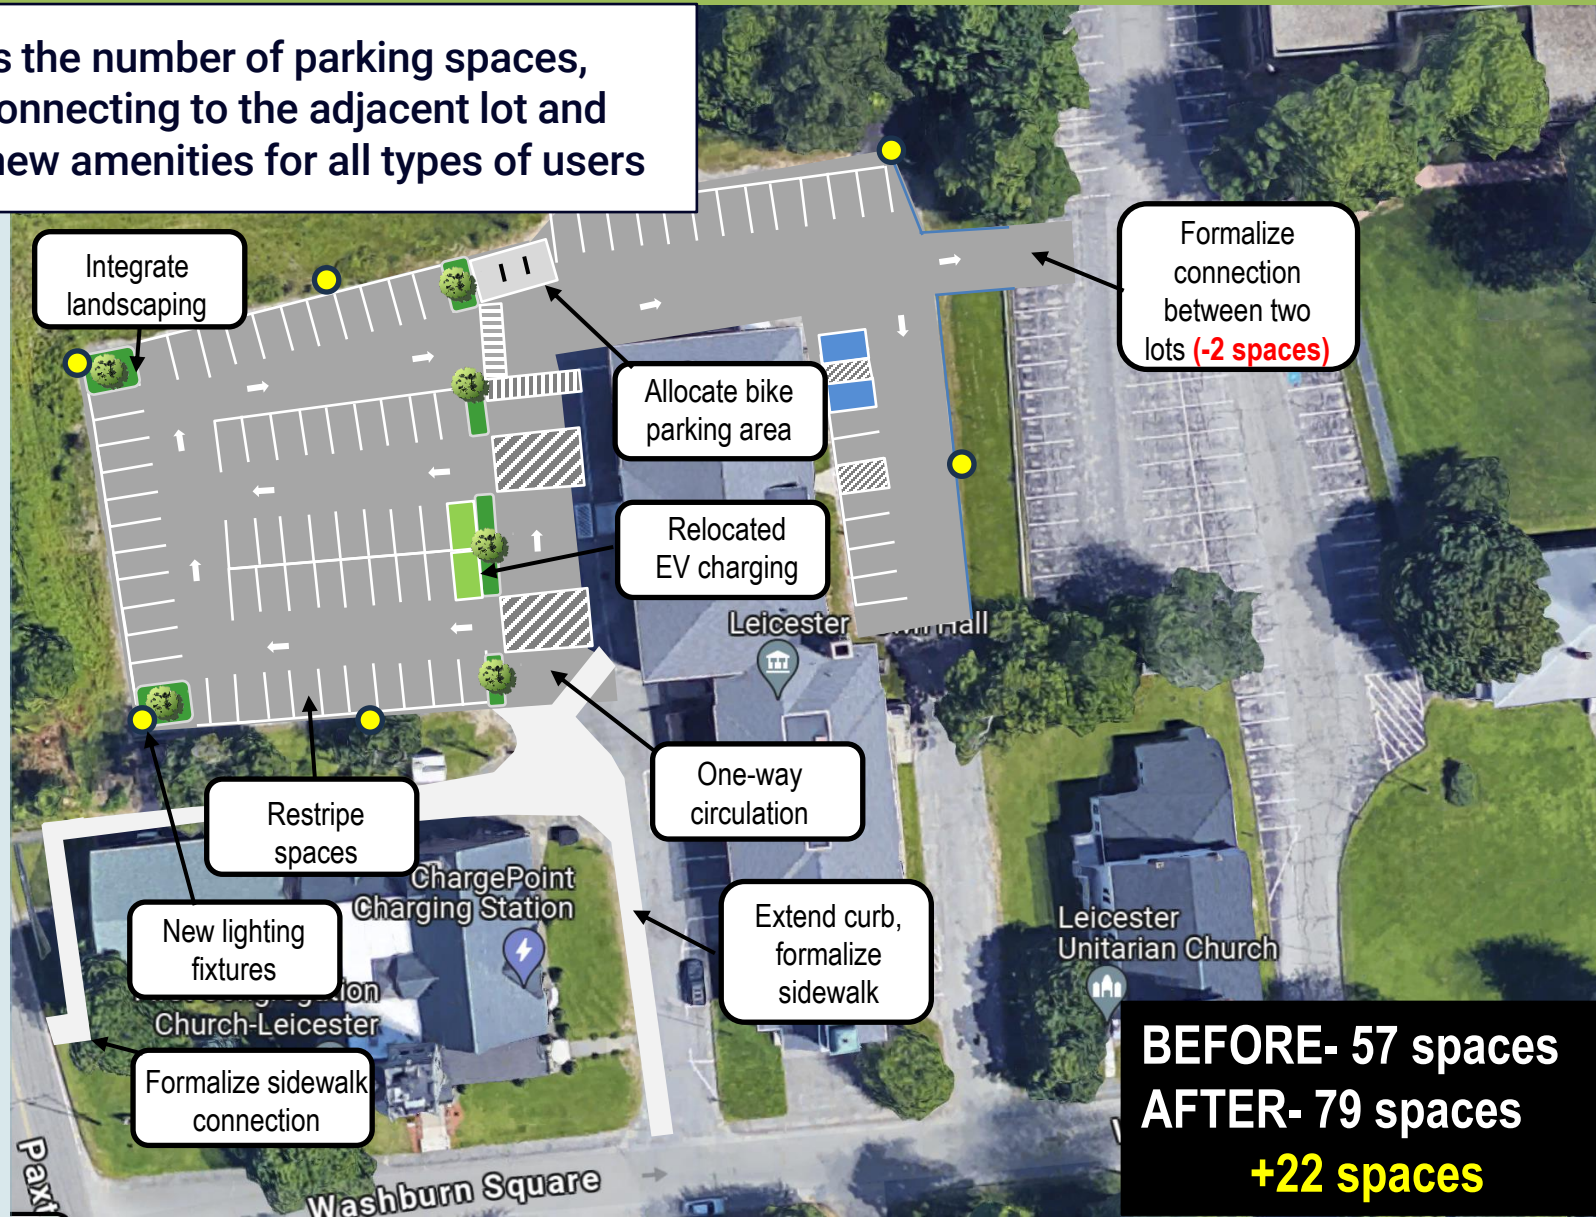 s the number of parking spaces,
onnecting to the adjacent lot and
new amenities for all types of users
Integrate
landscaping
Formalize
connection
between two
lots (-2 spaces)
Allocate bike
parking area
Relocated
EV charging
Leicester
Hall
One-way
circulation
Restripe
spaces
ChargePoint
Charging Station
New lighting
fixtures
Extend curb,
formalize
sidewalk
Leicester
Unitarian Church
Church-Leicester
Formalize sidewalk
connection
BEFORE- 57 spaces
AFTER- 79 spaces
+22 spaces
Paxt
Washburn Square